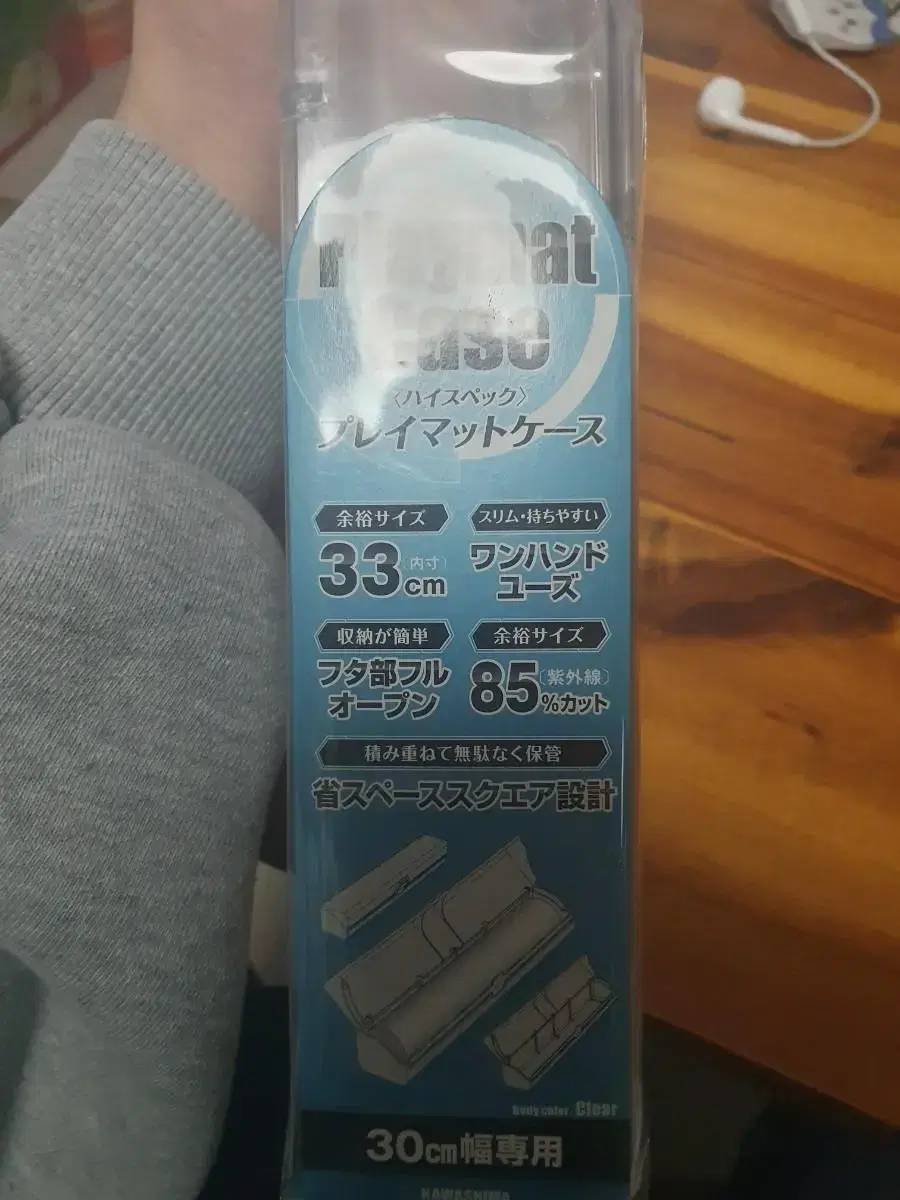 Playmat
Case
〈ハイスペック〉
プレイマットケース
余裕サイズ
33〔内寸〕cm
スリム・持ちやすい
ワンハンド
ユーズ
収納が簡単
フタ部フル
オープン
余裕サイズ
85〔紫外線〕%カット
積み重ねて無駄なく保管
省スペーススクエア設計
Body color Clear
30cm幅専用
KAWASHIMA